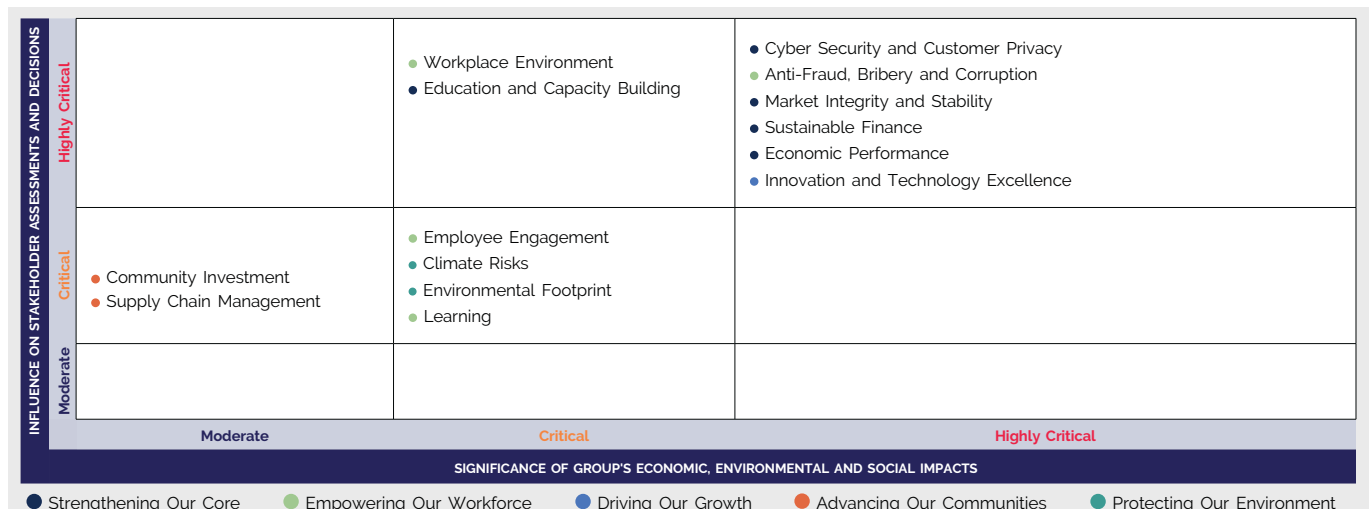 INFLUENCE ON STAKEHOLDER ASSESSMENTS AND DECISIONS
Highly Critical
Workplace Environment
Education and Capacity Building
Cyber Security and Customer Privacy
Anti-Fraud, Bribery and Corruption
Market Integrity and Stability
Sustainable Finance
Economic Performance
Innovation and Technology Excellence
Critical
Community Investment
Supply Chain Management
Employee Engagement
Climate Risks
Environmental Footprint
Learning
Moderate
Moderate
Critical
Highly Critical
SIGNIFICANCE OF GROUP'S ECONOMIC, ENVIRONMENTAL AND SOCIAL IMPACTS
Strengthening Our Core
Empowering Our Workforce
Driving Our Growth
Advancing Our Communities
Protecting Our Environment